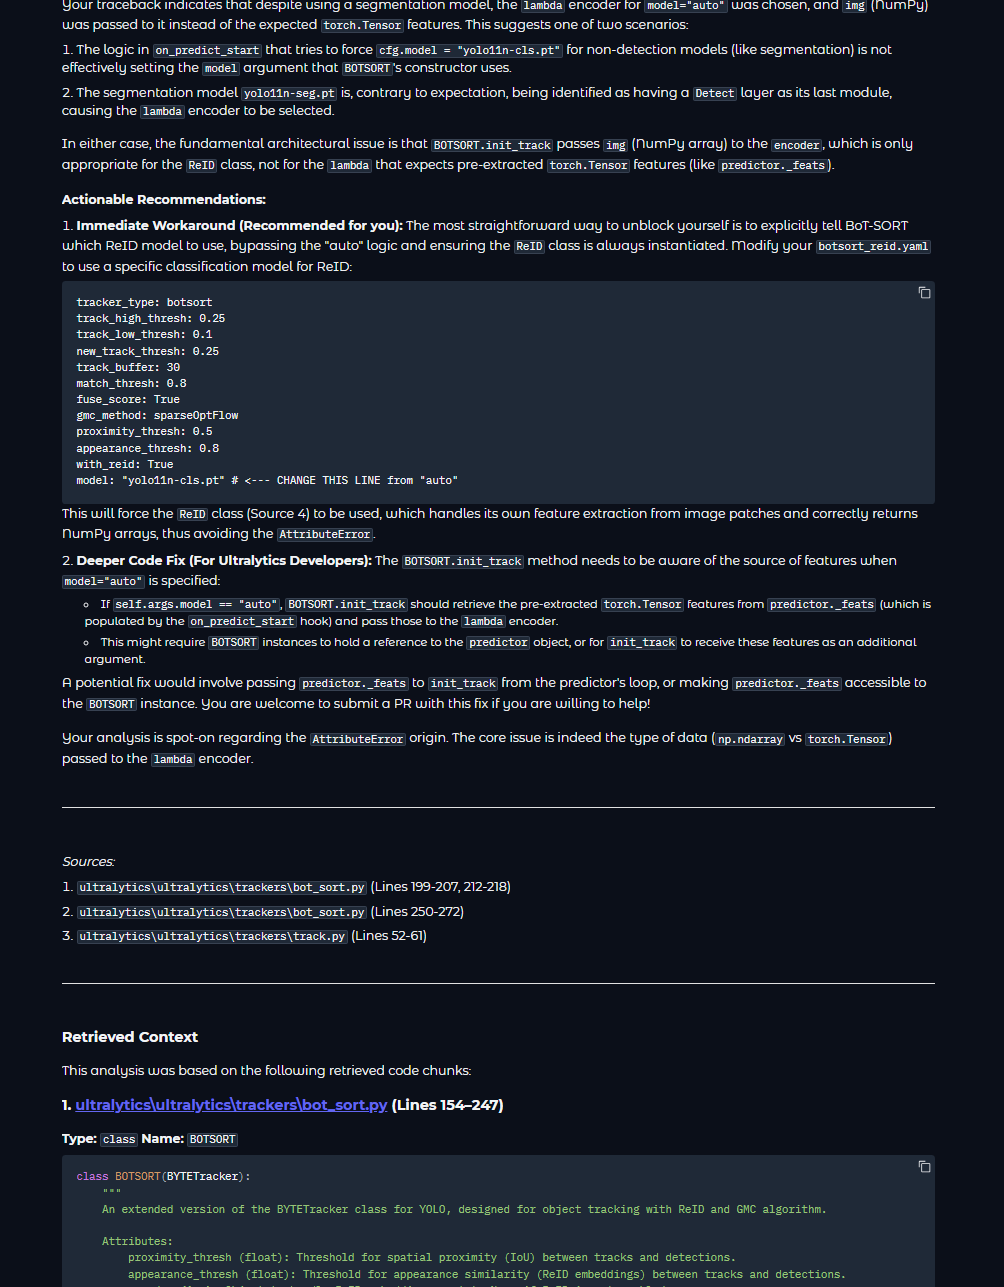 Your traceback indicates that despite using a segmentation model, the lambda encoder for model="auto" was chosen, and img (NumPy)
was passed to it instead of the expected torch.Tensor features. This suggests one of two scenarios:
1. The logic in on_predict_start that tries to force cfg.model = "yolo11n-cls.pt" for non-detection models (like segmentation) is not
effectively setting the model argument that BOTSORT's constructor uses.
2. The segmentation model yolo11n-seg.pt is, contrary to expectation, being identified as having a Detect layer as its last module,
causing the lambda encoder to be selected.
In either case, the fundamental architectural issue is that BOTSORT.init_track passes img (NumPy array) to the encoder, which is only
appropriate for the ReID class, not for the lambda that expects pre-extracted torch.Tensor features (like predictor._feats).
Actionable Recommendations:
1. Immediate Workaround (Recommended for you): The most straightforward way to unblock yourself is to explicitly tell BoT-SORT
which ReID model to use, bypassing the "auto" logic and ensuring the ReID class is always instantiated. Modify your botsort_reid.yaml
to use a specific classification model for ReID:
tracker_type: botsort
track_high_thresh: 0.25
track_low_thresh: 0.1
new_track_thresh: 0.25
track_buffer: 30
match_thresh: 0.8
fuse_score: True
gmc_method: sparseOptFlow
proximity_thresh: 0.5
appearance_thresh: 0.8
with_reid: True
model: "yolo11n-cls.pt" # <--- CHANGE THIS LINE from "auto"
This will force the ReID class (Source 4) to be used, which handles its own feature extraction from image patches and correctly returns
NumPy arrays, thus avoiding the AttributeError.
2. Deeper Code Fix (For Ultralytics Developers): The BOTSORT.init_track method needs to be aware of the source of features when
model="auto" is specified:
◦ If self.args.model == "auto", BOTSORT.init_track should retrieve the pre-extracted torch.Tensor features from predictor._feats (which is
populated by the on_predict_start hook) and pass those to the lambda encoder.
◦ This might require BOTSORT instances to hold a reference to the predictor object, or for init_track to receive these features as an additional
argument.
A potential fix would involve passing predictor._feats to init_track from the predictor's loop, or making predictor._feats accessible to
the BOTSORT instance. You are welcome to submit a PR with this fix if you are willing to help!
Your analysis is spot-on regarding the AttributeError origin. The core issue is indeed the type of data (np.ndarray vs torch.Tensor)
passed to the lambda encoder.
Sources:
1. ultralytics\ultralytics\trackers\bot_sort.py (Lines 199-207, 212-218)
2. ultralytics\ultralytics\trackers\bot_sort.py (Lines 250-272)
3. ultralytics\ultralytics\trackers\track.py (Lines 52-61)
Retrieved Context
This analysis was based on the following retrieved code chunks:
1. ultralytics\ultralytics\trackers\bot_sort.py (Lines 154–247)
Type: class Name: BOTSORT
class BOTSORT(BYTETracker):
"""
An extended version of the BYTETracker class for YOLO, designed for object tracking with ReID and GMC algorithm.
Attributes:
proximity_thresh (float): Threshold for spatial proximity (IoU) between tracks and detections.
appearance_thresh (float): Threshold for appearance similarity (ReID embeddings) between tracks and detections.